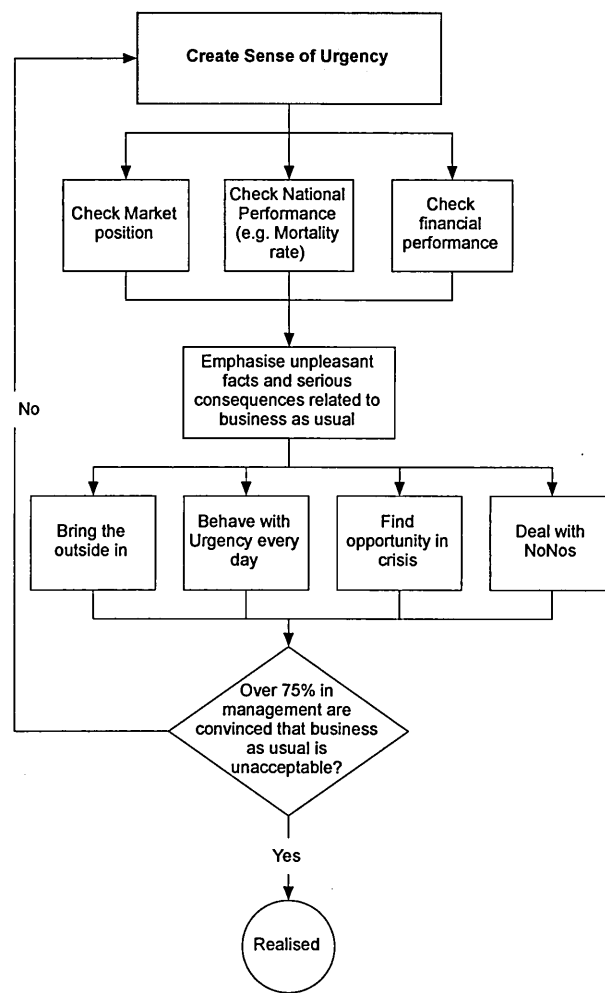 Create Sense of Urgency
Check Market
position
Check National
Performance
(e.g. Mortality
rate)
Check
financial
performance
Emphasise unpleasant
facts and serious
consequences related to
business as usual
No
Bring the
outside in
Behave with
Urgency every
day
Find
opportunity in
crisis
Deal with
NoNos
Over 75% in
management are
convinced that business
as usual is
unacceptable?
Yes
Realised